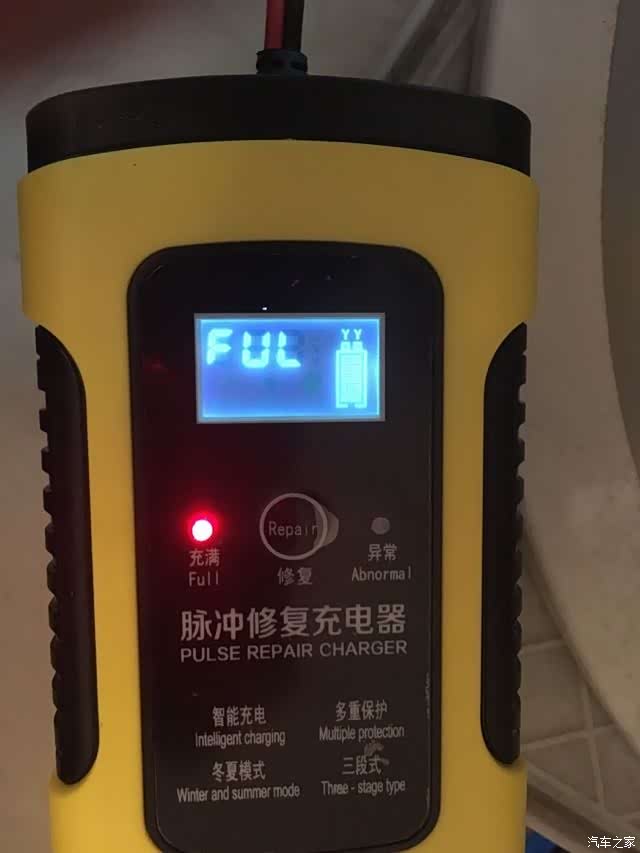 FUL
Repair
充满
Full
修复
异常
Abnormal
脉冲修复充电器
PULSE REPAIR CHARGER
智能充电
Intelligent charging
多重保护
Multiple protection
冬夏模式
Winter and summer mode
三段式
Three - stage type
汽车之家